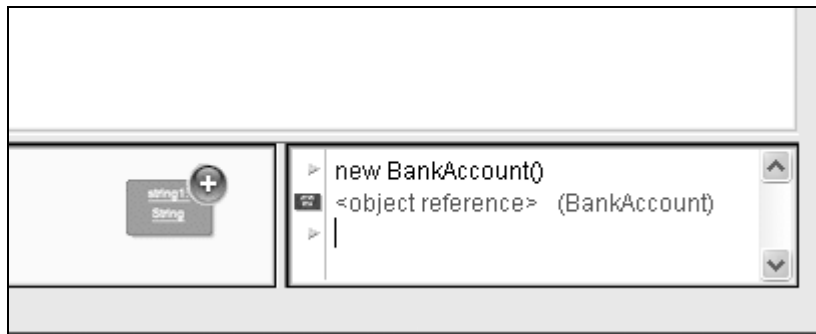 string1:
String
new BankAccount()
<object reference> (BankAccount)